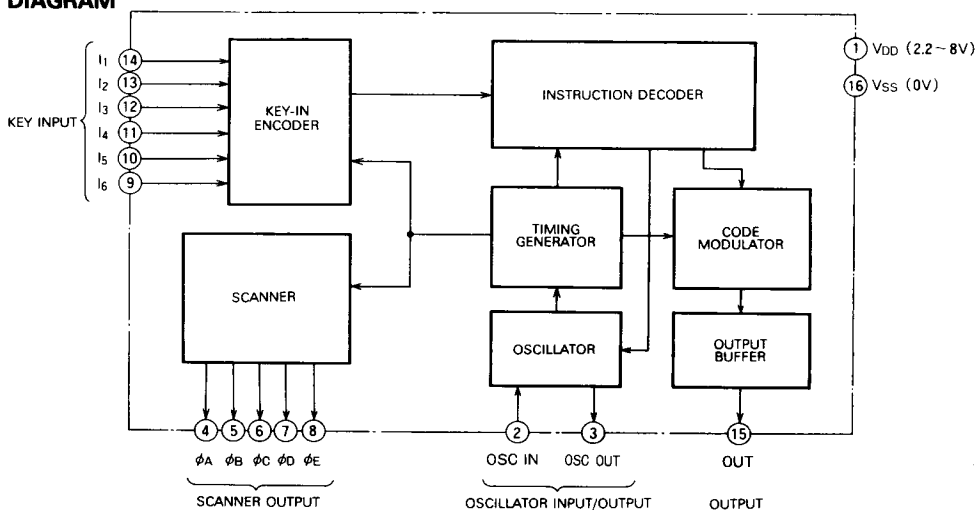 DIAGRAM
I1 14
I2 13
I3 12
I4 11
I5 10
I6 9
KEY INPUT
KEY-IN
ENCODER
INSTRUCTION DECODER
1 VDD (2.2~8V)
16 VSS (0V)
SCANNER
TIMING
GENERATOR
CODE
MODULATOR
OSCILLATOR
OUTPUT
BUFFER
4 5 6 7 8 2 3 15
ϕA ϕB ϕC ϕD ϕE OSC IN OSC OUT OUT
SCANNER OUTPUT OSCILLATOR INPUT/OUTPUT OUTPUT